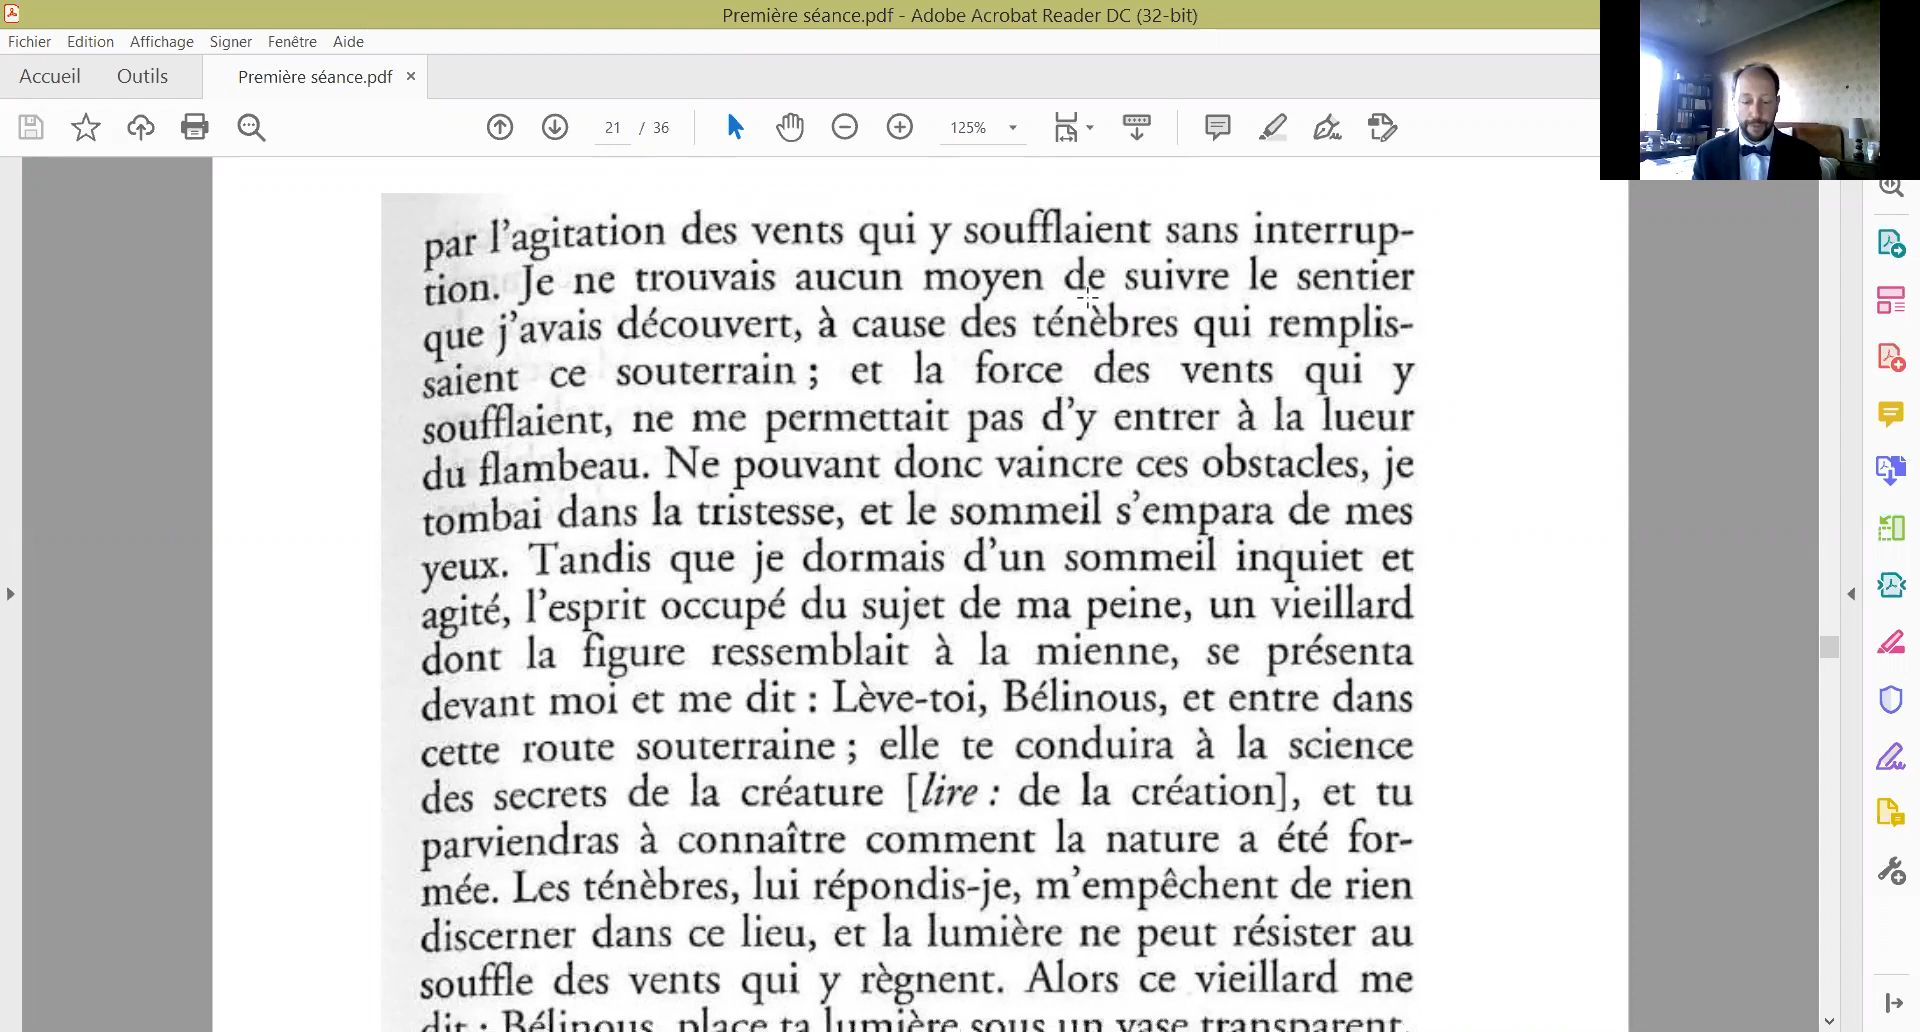 Première séance.pdf - Adobe Acrobat Reader DC (32-bit)
Fichier Edition Affichage Signer Fenêtre Aide
Accueil Outils Première séance.pdf ×
21 / 36 125%
par l'agitation des vents qui y soufflaient sans interrup-
tion. Je ne trouvais aucun moyen de suivre le sentier
que j'avais découvert, à cause des ténèbres qui remplis-
saient ce souterrain ; et la force des vents qui y
soufflaient, ne me permettait pas d'y entrer à la lueur
du flambeau. Ne pouvant donc vaincre ces obstacles, je
tombai dans la tristesse, et le sommeil s'empara de mes
yeux. Tandis que je dormais d'un sommeil inquiet et
agité, l'esprit occupé du sujet de ma peine, un vieillard
dont la figure ressemblait à la mienne, se présenta
devant moi et me dit : Lève-toi, Bélinous, et entre dans
cette route souterraine ; elle te conduira à la science
des secrets de la créature [lire : de la création], et tu
parviendras à connaître comment la nature a été for-
mée. Les ténèbres, lui répondis-je, m'empêchent de rien
discerner dans ce lieu, et la lumière ne peut résister au
souffle des vents qui y règnent. Alors ce vieillard me
dit : Bélinous, place ta lumière sous un vase transparent,